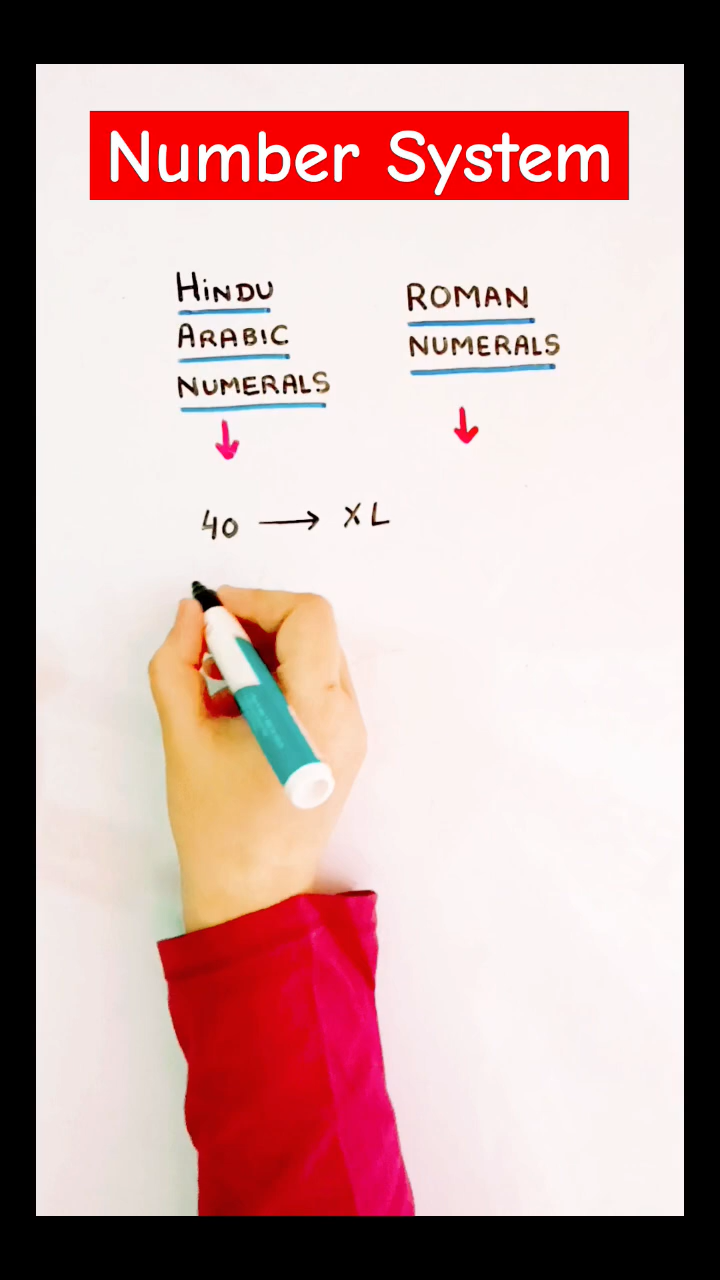 Number System
HiNDU
ARABIC
NUMERALS
ROMAN
NUMERALS
↓ ↓
40 → XL